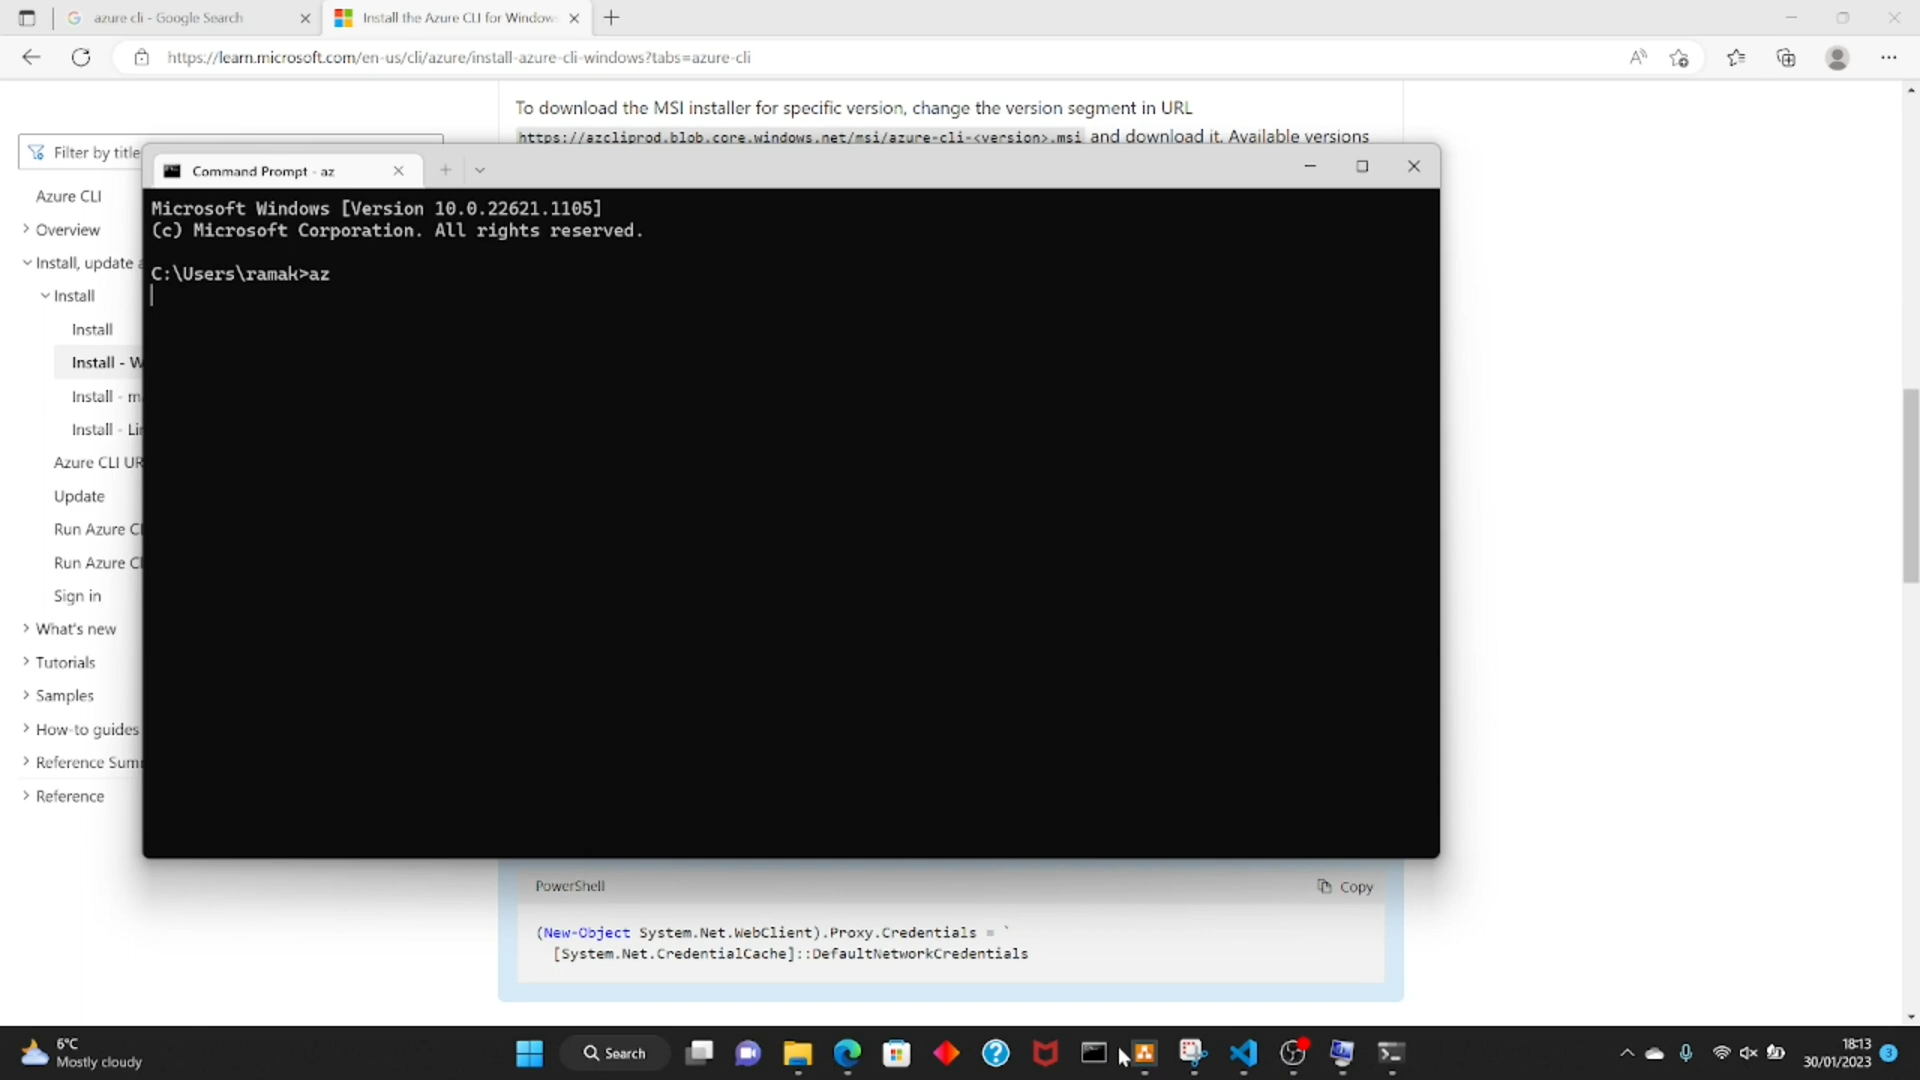 azure cli - Google Search
Install the Azure CLI for Window
https://learn.microsoft.com/en-us/cli/azure/install-azure-cli-windows?tabs=azure-cli
To download the MSI installer for specific version, change the version segment in URL
https://azcliprod.blob.core.windows.net/msi/azure-cli-<version>.msi and download it. Available versions
Filter by title
Azure CLI
Overview
Install, update a
Install
Install
Install - W
Install - m
Install - Li
Azure CLI UR
Update
Run Azure C
Run Azure C
Sign in
What's new
Tutorials
Samples
How-to guides
Reference Sum
Reference
Command Prompt - az
Microsoft Windows [Version 10.0.22621.1105]
(c) Microsoft Corporation. All rights reserved.
C:\Users\ramak>az
PowerShell
Copy
(New-Object System.Net.WebClient).Proxy.Credentials = `
[System.Net.CredentialCache]::DefaultNetworkCredentials
6°C
Mostly cloudy
Search
18:13
30/01/2023
3